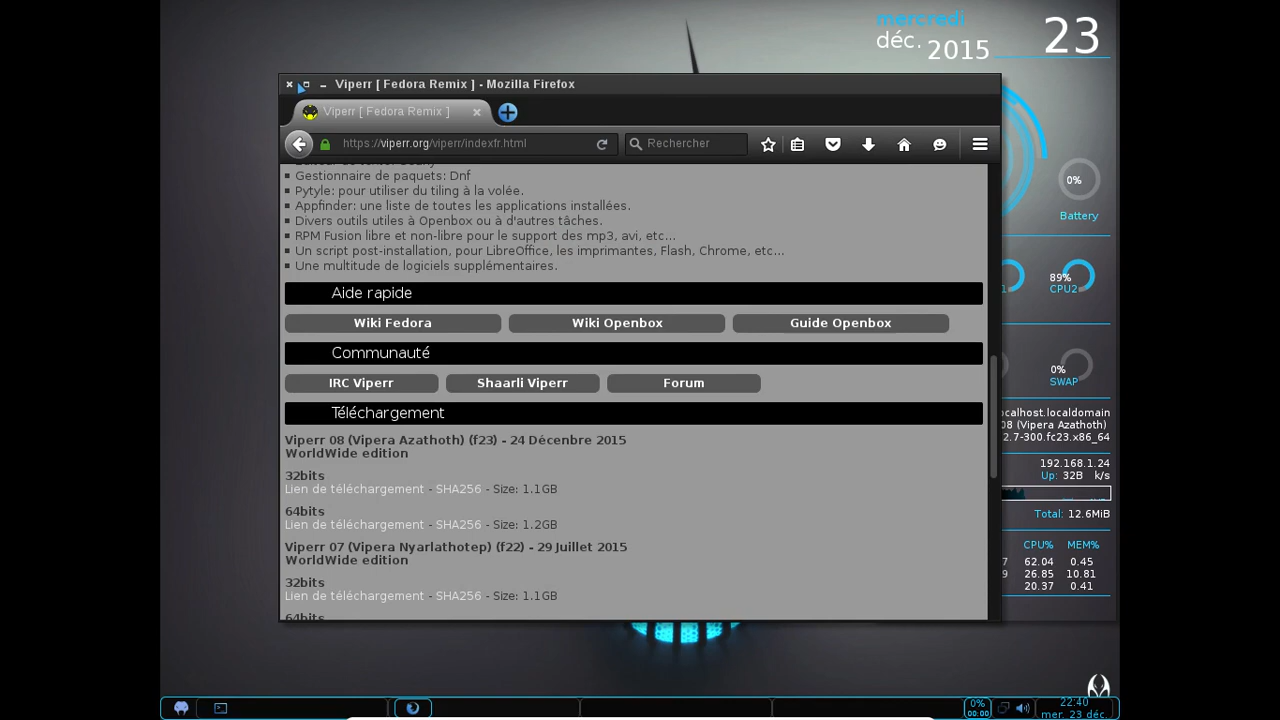 mercredi
déc. 2015 23
Viperr [ Fedora Remix ] - Mozilla Firefox
Viperr [ Fedora Remix ]
https://viperr.org/viperr/indexfr.html
Rechercher
Gestionnaire de paquets: Dnf
Pytyle: pour utiliser du tiling à la volée.
Appfinder: une liste de toutes les applications installées.
Divers outils utiles à Openbox ou à d'autres tâches.
RPM Fusion libre et non-libre pour le support des mp3, avi, etc...
Un script post-installation, pour LibreOffice, les imprimantes, Flash, Chrome, etc...
Une multitude de logiciels supplémentaires.
Aide rapide
Wiki Fedora Wiki Openbox Guide Openbox
Communauté
IRC Viperr Shaarli Viperr Forum
Téléchargement
Viperr 08 (Vipera Azathoth) (f23) - 24 Décenbre 2015
WorldWide edition
32bits
Lien de téléchargement - SHA256 - Size: 1.1GB
64bits
Lien de téléchargement - SHA256 - Size: 1.2GB
Viperr 07 (Vipera Nyarlathotep) (f22) - 29 Juillet 2015
WorldWide edition
32bits
Lien de téléchargement - SHA256 - Size: 1.1GB
64bits
0%
Battery
89%
1 CPU2
0%
SWAP
ocalhost.localdomain
08 (Vipera Azathoth)
2.7-300.fc23.x86_64
192.168.1.24
Up: 32B k/s
Total: 12.6MiB
CPU% MEM%
7 62.04 0.45
9 26.85 10.81
20.37 0.41
0%
00:00
22:40
mer. 23 déc.